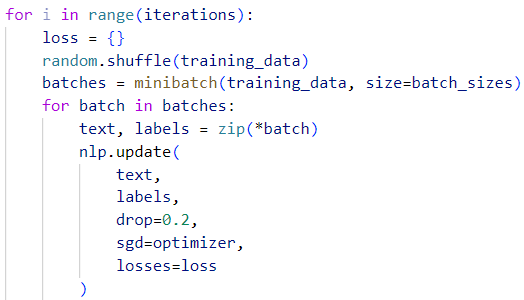 for i in range(iterations):
    loss = {}
    random.shuffle(training_data)
    batches = minibatch(training_data, size=batch_sizes)
    for batch in batches:
        text, labels = zip(*batch)
        nlp.update(
            text,
            labels,
            drop=0.2,
            sgd=optimizer,
            losses=loss
        )